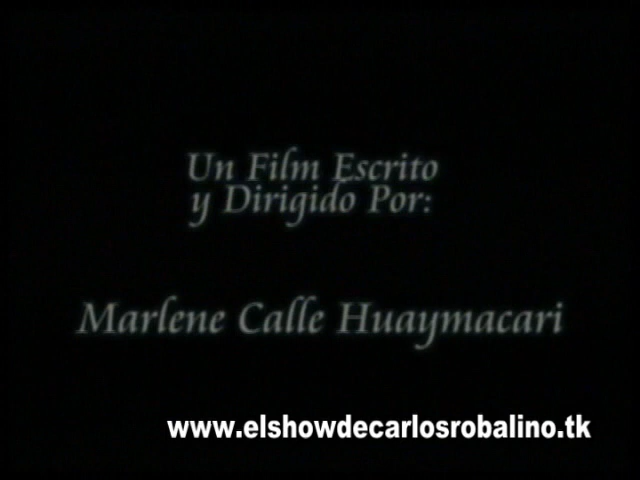 Un Film Escrito
y Dirigido Por:
Marlene Calle Huaymacari
www.elshowdecarlosrobalino.tk